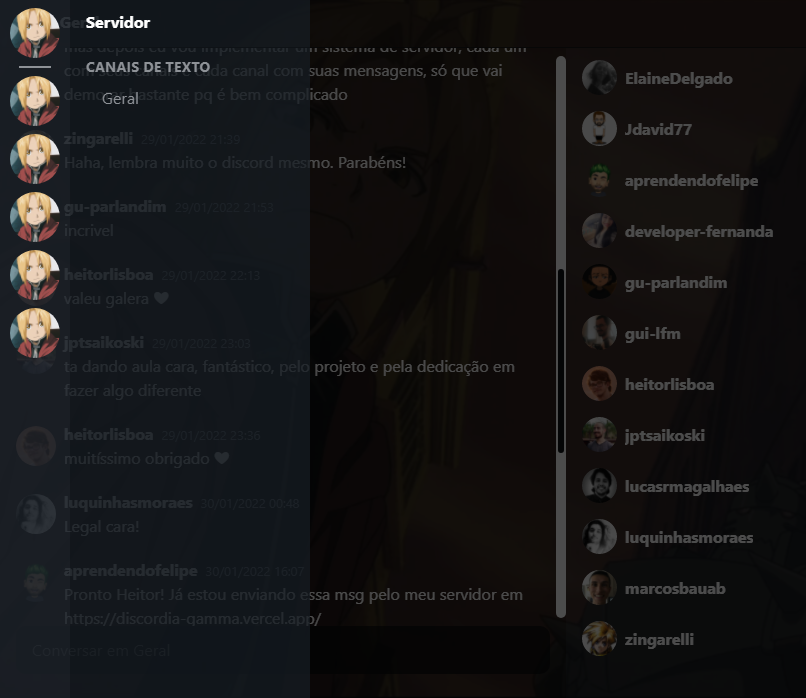 Geral
Servidor
mas depois eu vou implementar um sistema de servidor, cada um
com seus canais e cada canal com suas mensagens, só que vai
demorar bastante pq é bem complicado
CANAIS DE TEXTO
Geral
zingarelli 29/01/2022 21:39
Haha, lembra muito o discord mesmo. Parabéns!
gu-parlandim 29/01/2022 21:53
incrivel
heitorlisboa 29/01/2022 22:13
valeu galera ♥
jptsaikoski 29/01/2022 23:03
ta dando aula cara, fantástico, pelo projeto e pela dedicação em
fazer algo diferente
heitorlisboa 29/01/2022 23:36
muitíssimo obrigado ♥
luquinhasmoraes 30/01/2022 00:48
Legal cara!
aprendendofelipe 30/01/2022 16:07
Pronto Heitor! Já estou enviando essa msg pelo meu servidor em
https://discordia-gamma.vercel.app/
Conversar em Geral
ElaineDelgado
Jdavid77
aprendendofelipe
developer-fernanda
gu-parlandim
gui-lfm
heitorlisboa
jptsaikoski
lucasrmagalhaes
luquinhasmoraes
marcosbauab
zingarelli